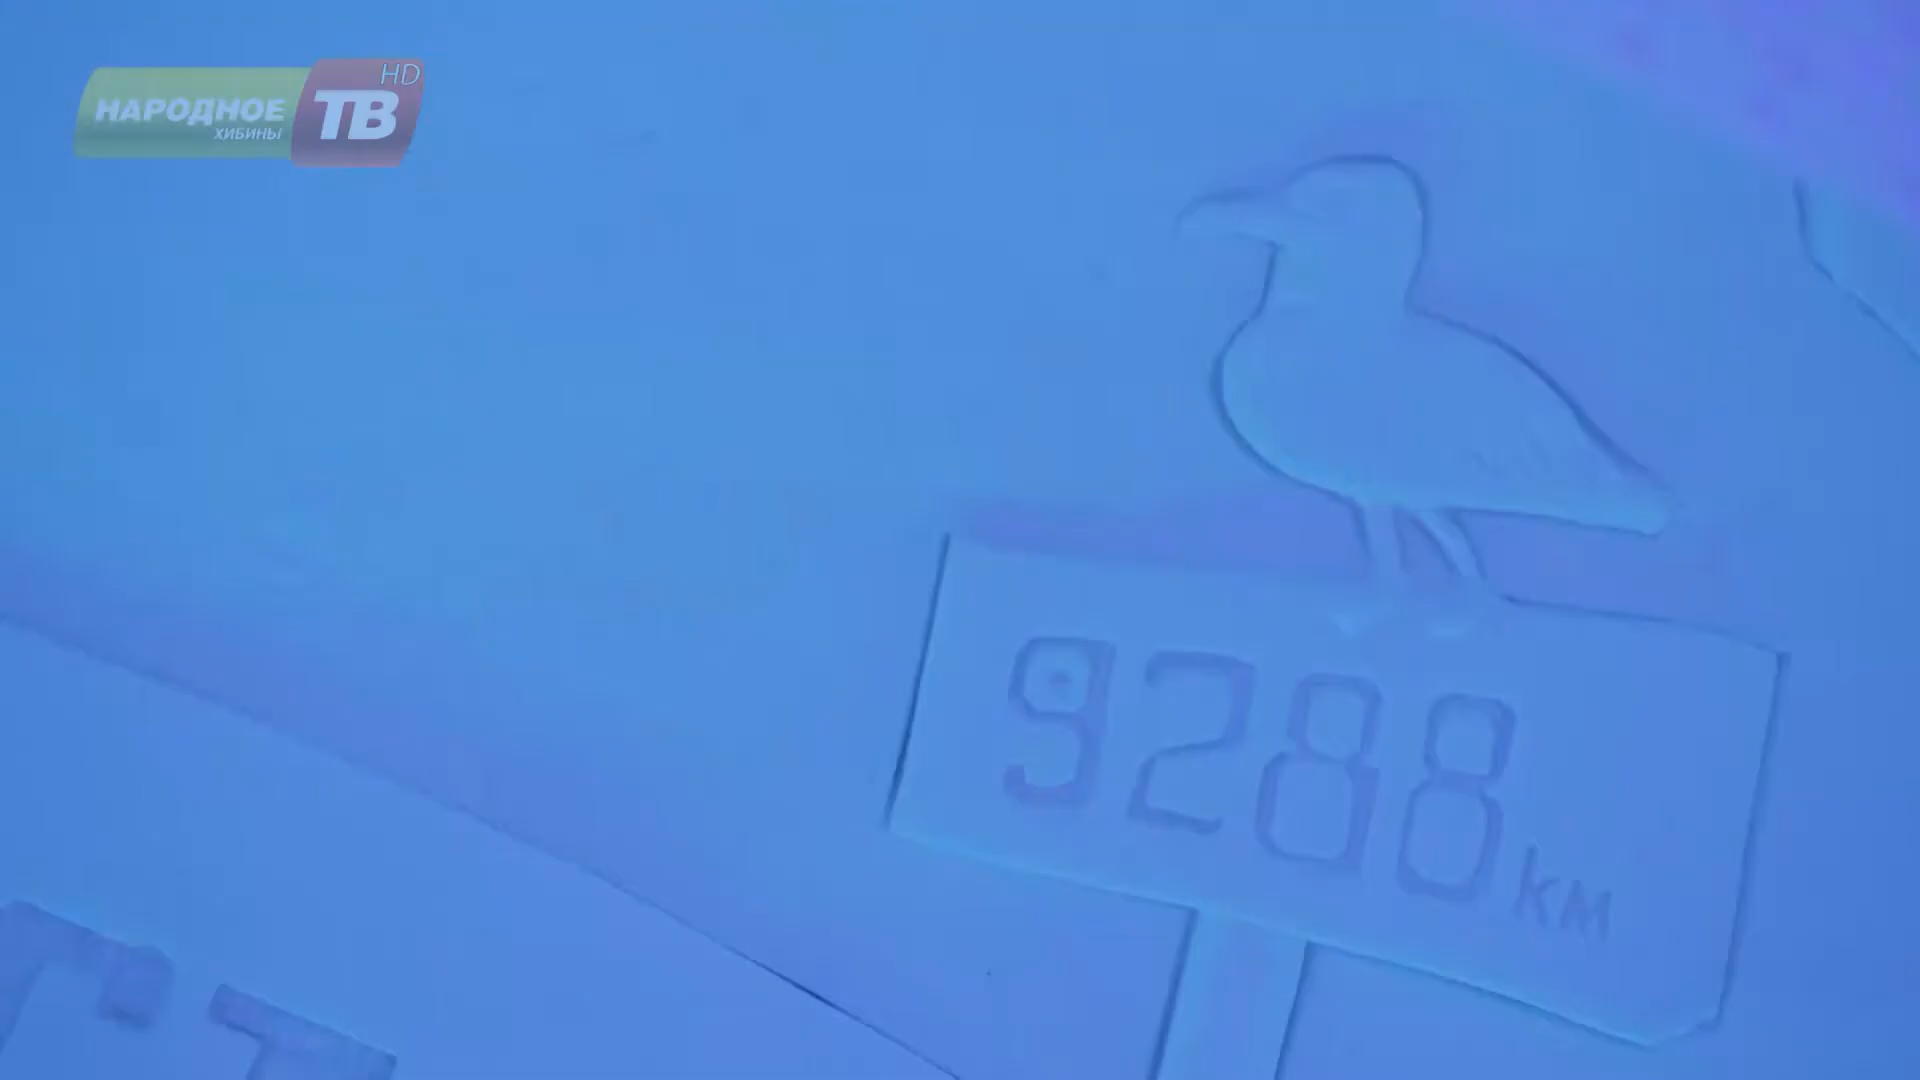 НАРОДНОЕ
ХИБИНЫ
ТВ
HD
9288 км